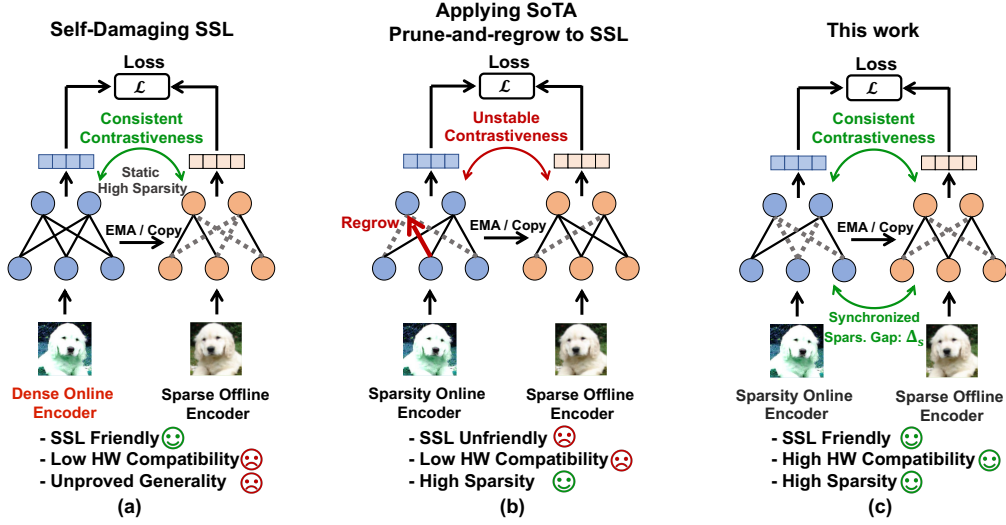 Self-Damaging SSL
Loss
ℒ
Consistent
Contrastiveness
Static
High Sparsity
EMA / Copy
Dense Online
Encoder
Sparse Offline
Encoder
- SSL Friendly
- Low HW Compatibility
- Unproved Generality
(a)
Applying SoTA
Prune-and-regrow to SSL
Loss
ℒ
Unstable
Contrastiveness
Regrow
EMA / Copy
Sparsity Online
Encoder
Sparse Offline
Encoder
- SSL Unfriendly
- Low HW Compatibility
- High Sparsity
(b)
This work
Loss
ℒ
Consistent
Contrastiveness
EMA / Copy
Synchronized
Spars. Gap: Δ_s
Sparsity Online
Encoder
Sparse Offline
Encoder
- SSL Friendly
- High HW Compatibility
- High Sparsity
(c)